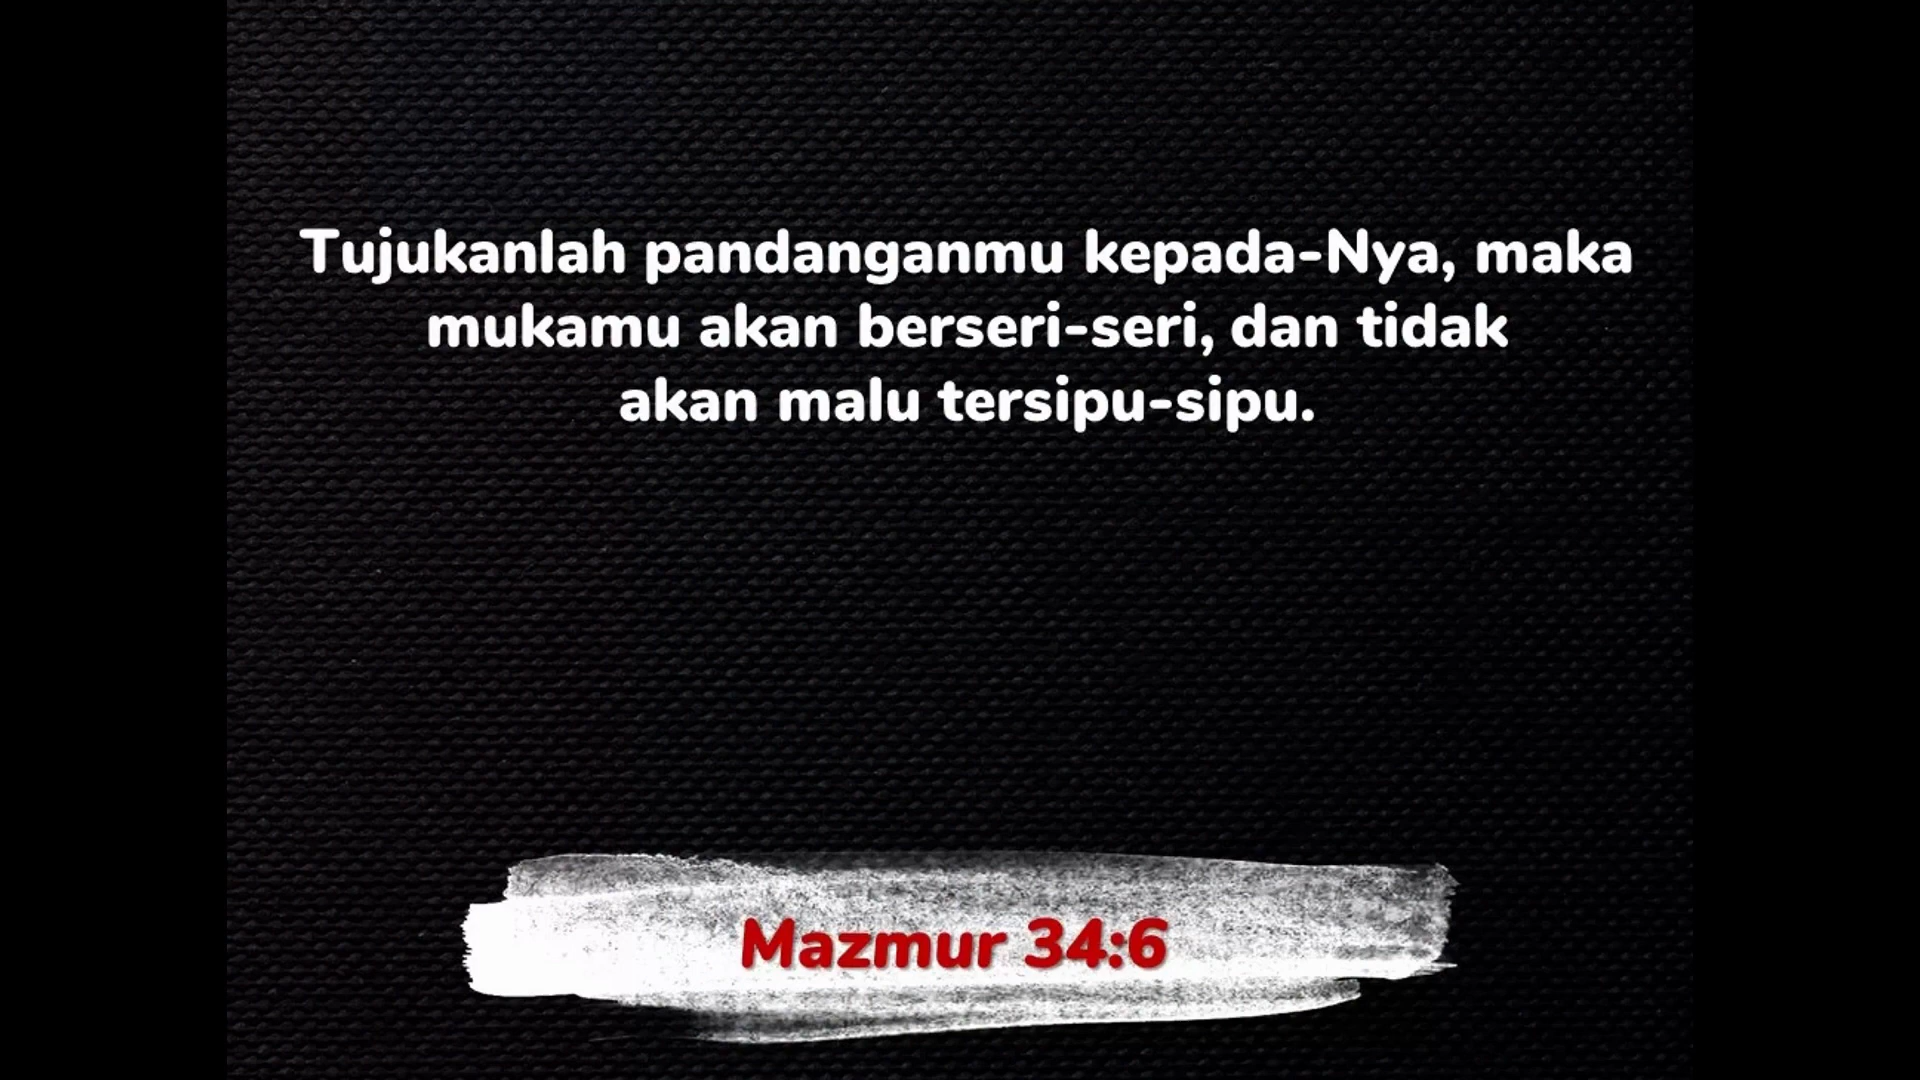 Tujukanlah pandanganmu kepada-Nya, maka
mukamu akan berseri-seri, dan tidak
akan malu tersipu-sipu.
Mazmur 34:6